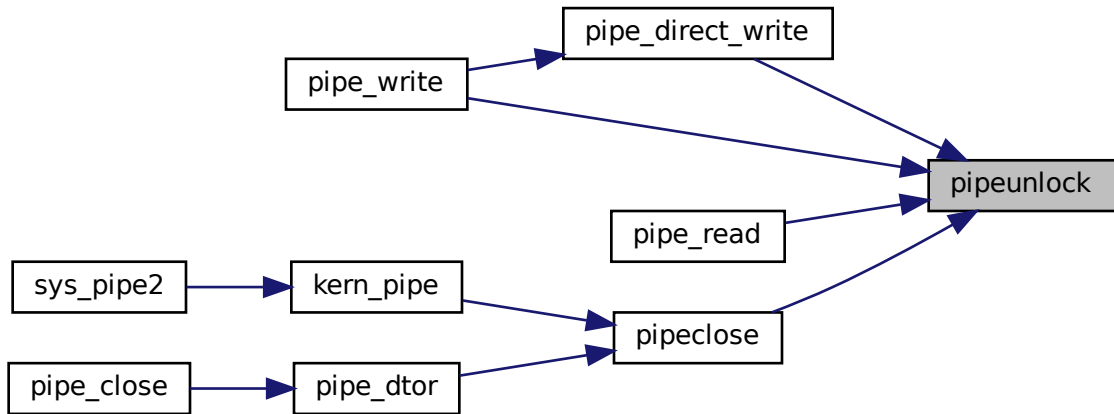 pipe_direct_write
pipe_write
pipeunlock
pipe_read
sys_pipe2
kern_pipe
pipeclose
pipe_close
pipe_dtor